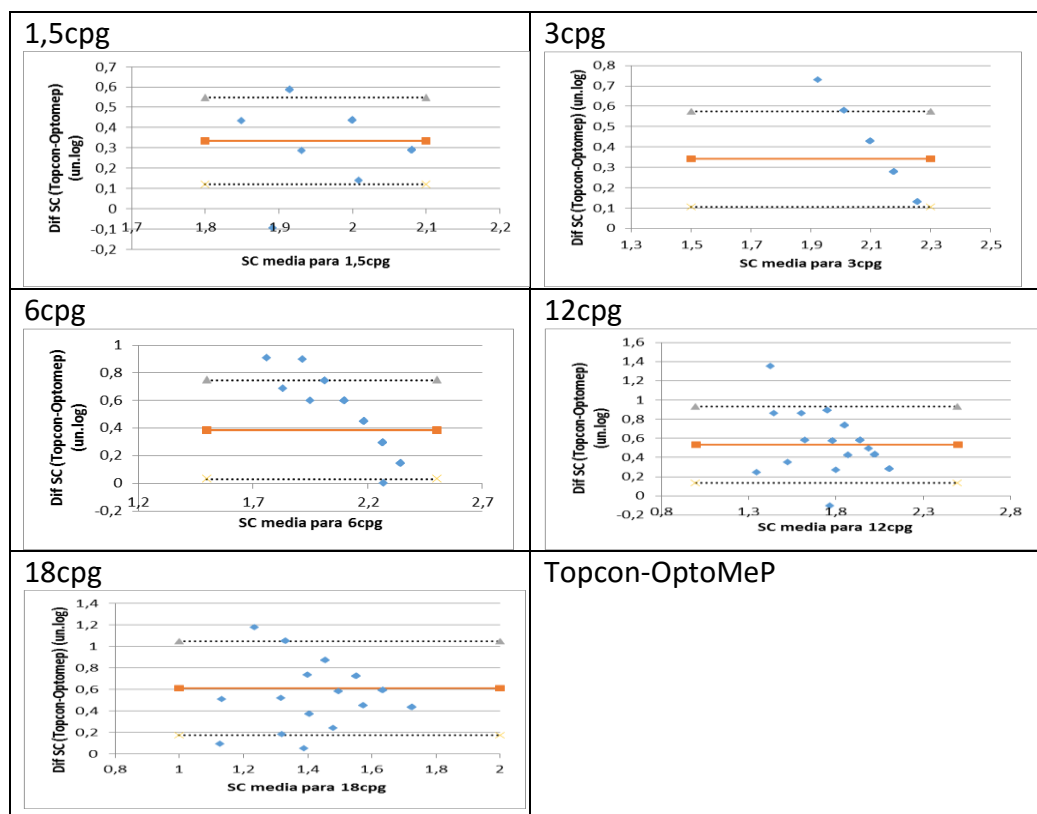 1,5cpg
0,7
0,6
0,5
0,4
0,3
0,2
0,1
0
-0,1
-0,2
1,7 1,8 1,9 2 2,1 2,2
Dif SC (Topcon-Optomep)
(un.log)
SC media para 1,5cpg
3cpg
0,8
0,7
0,6
0,5
0,4
0,3
0,2
0,1
0
1,3 1,5 1,7 1,9 2,1 2,3 2,5
Dif SC (Topcon-Optomep) (un.log)
SC media para 3cpg
6cpg
1
0,8
0,6
0,4
0,2
0
-0,2
1,2 1,7 2,2 2,7
Dif SC (Topcon-Optomep)
(un.log)
SC media para 6cpg
12cpg
1,6
1,4
1,2
1
0,8
0,6
0,4
0,2
0
-0,2
0,8 1,3 1,8 2,3 2,8
Dif SC (Topcon-Optomep)
(un.log)
SC media para 12cpg
18cpg
1,4
1,2
1
0,8
0,6
0,4
0,2
0
0,8 1 1,2 1,4 1,6 1,8 2
Dif SC (Topcon-Optomep) (un.log)
SC media para 18cpg
Topcon-OptoMeP